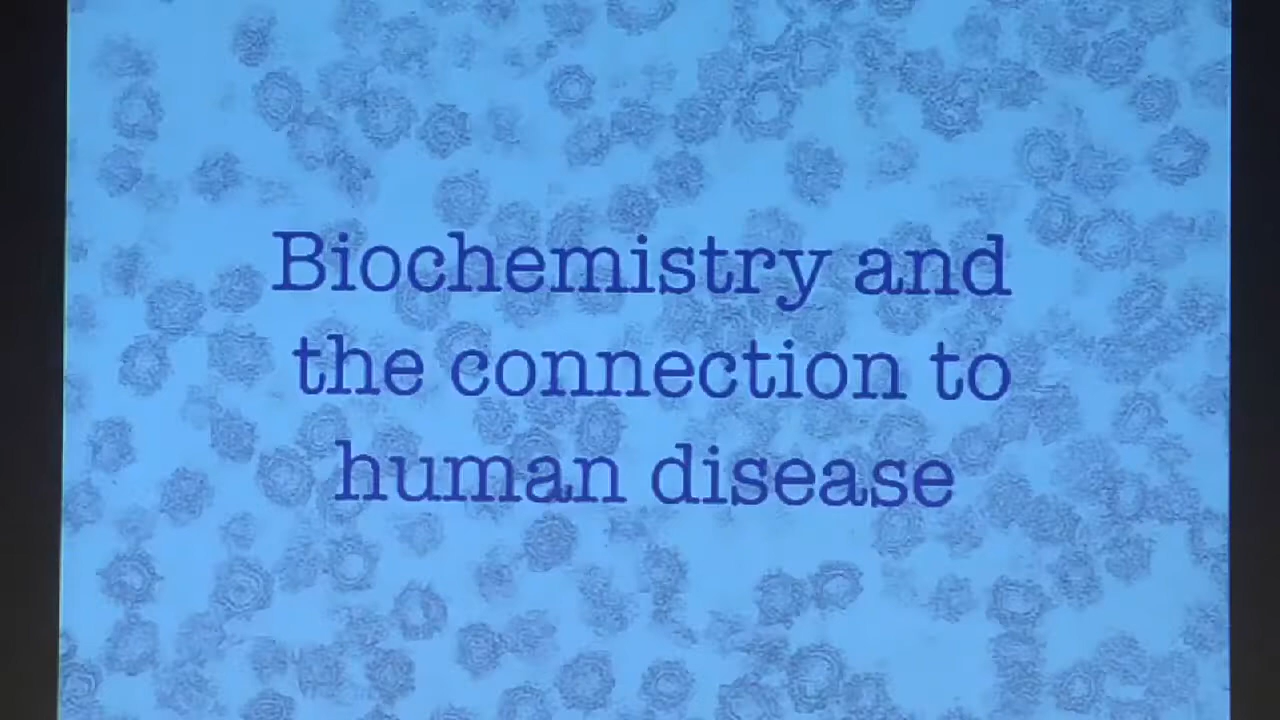 Biochemistry and
the connection to
human disease